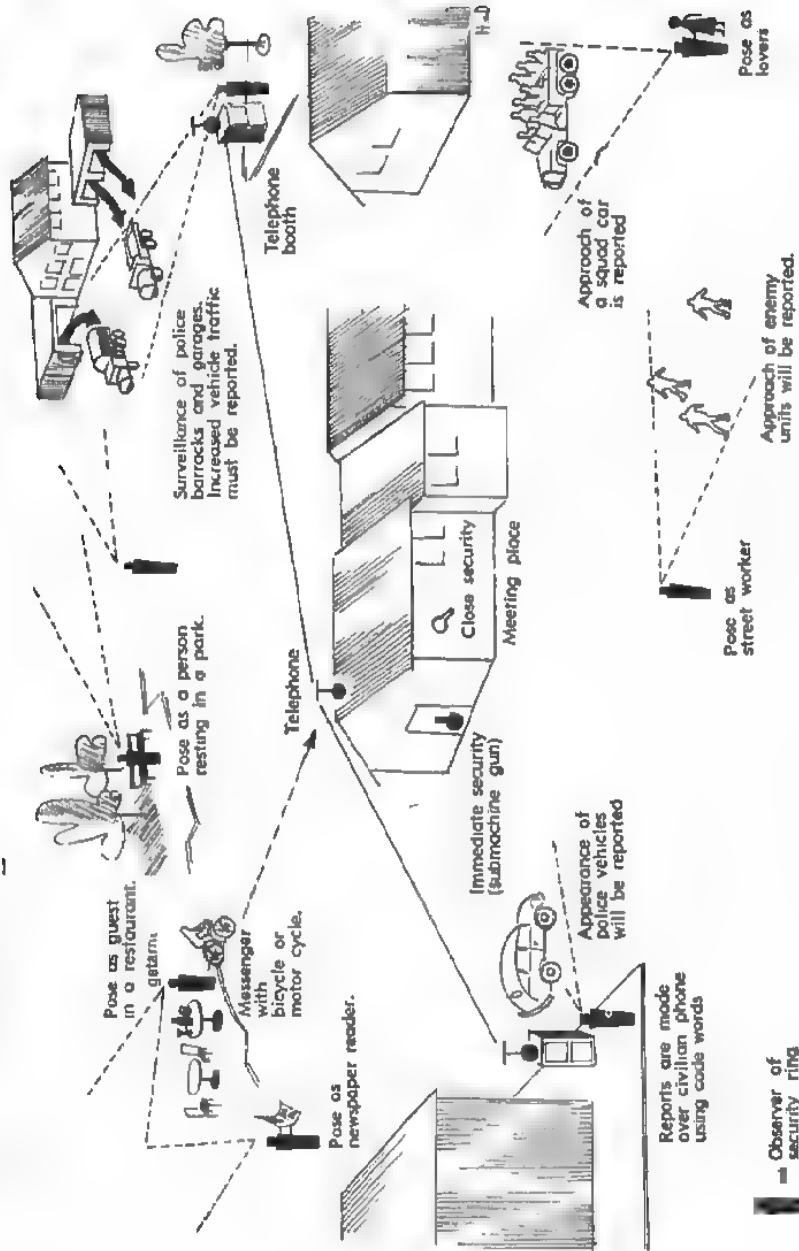 Pose as guest
in a restaurant.
Pose as
newspaper reader.
Messenger
with
bicycle or
motor cycle.
Pose as a person
resting in a park.
Surveillance of police
barracks and garages.
Increased vehicle traffic
must be reported.
Telephone
booth
Telephone
Immediate security
(submachine gun)
Close security
Meeting place
Appearance of
police vehicles
will be reported
Reports are made
over civilian phone
using code words
Pose as
street worker
Approach of enemy
units will be reported.
Approach of
a squad car
is reported
Pose as
lovers
= Observer of
security ring